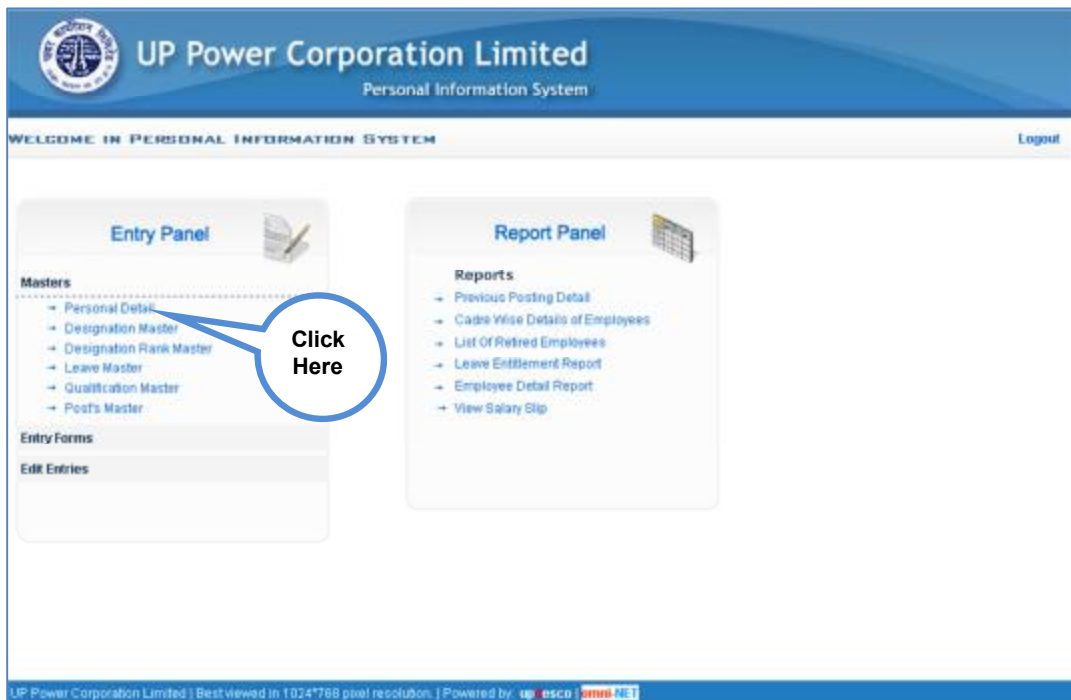 UP Power Corporation Limited
Personal Information System
WELCOME IN PERSONAL INFORMATION SYSTEM
Logout
Entry Panel
Masters
→ Personal Detail
→ Designation Master
→ Designation Rank Master
→ Leave Master
→ Qualification Master
→ Post's Master
Entry Forms
Edit Entries
Click
Here
Report Panel
Reports
→ Previous Posting Detail
→ Cadre Wise Details of Employees
→ List Of Retired Employees
→ Leave Entitlement Report
→ Employee Detail Report
→ View Salary Slip
UP Power Corporation Limited | Best viewed in 1024*768 pixel resolution. | Powered by: | omni-NET